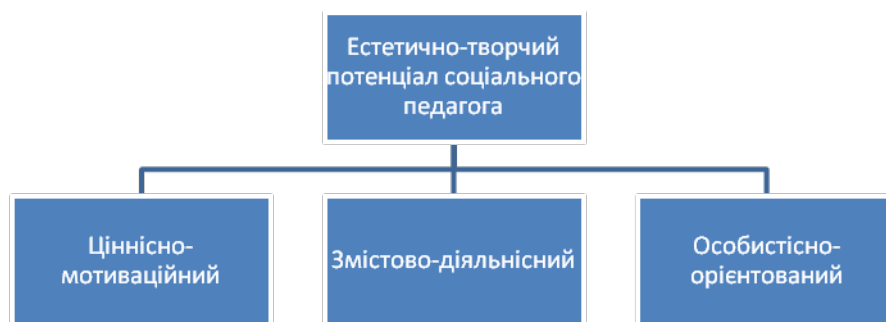 Естетично-творчий
потенціал соціального
педагога
Ціннісно-
мотиваційний
Змістово-діяльнісний
Особистісно-
орієнтований